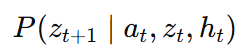 P(z_{t+1} | a_t, z_t, h_t)